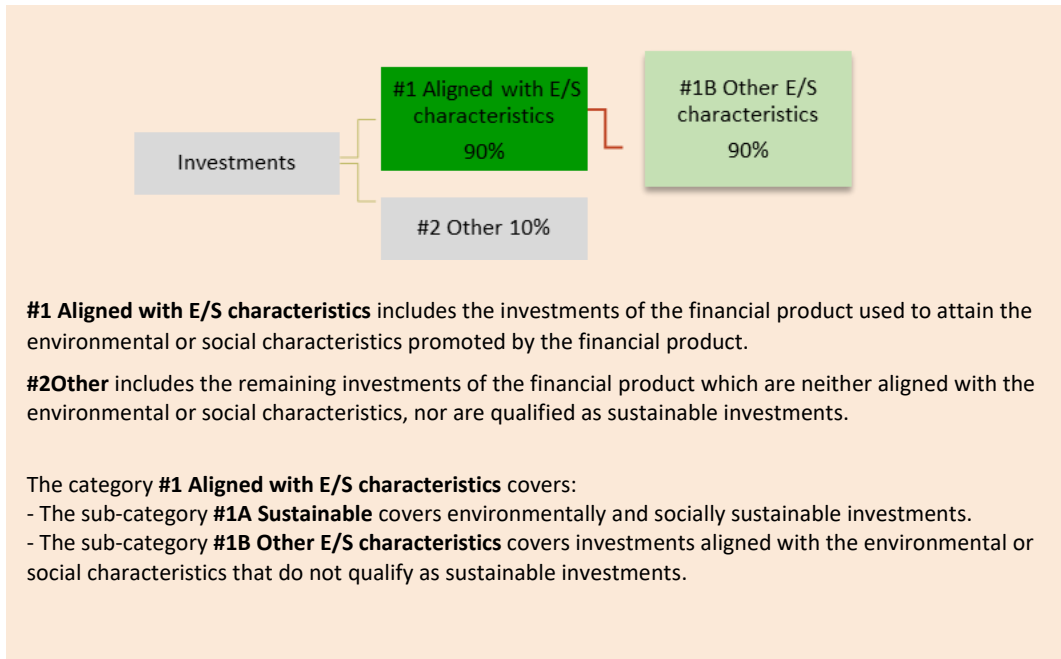 #1 Aligned with E/S
characteristics
90%
#1B Other E/S
characteristics
90%
Investments
#2 Other 10%
#1 Aligned with E/S characteristics includes the investments of the financial product used to attain the
environmental or social characteristics promoted by the financial product.
#2Other includes the remaining investments of the financial product which are neither aligned with the
environmental or social characteristics, nor are qualified as sustainable investments.
The category #1 Aligned with E/S characteristics covers:
- The sub-category #1A Sustainable covers environmentally and socially sustainable investments.
- The sub-category #1B Other E/S characteristics covers investments aligned with the environmental or
social characteristics that do not qualify as sustainable investments.